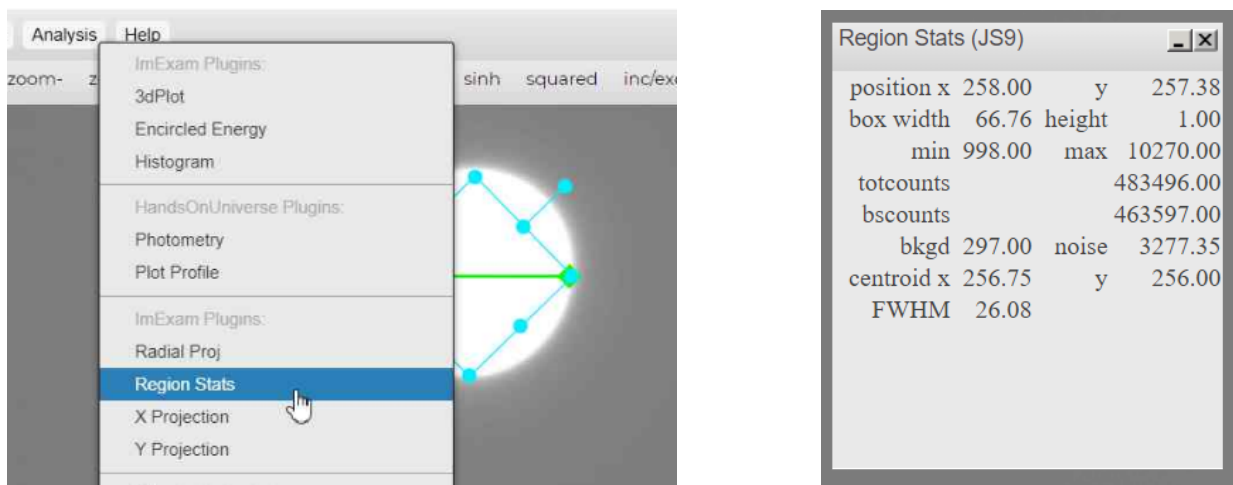 Analysis Help
zoom- z
sinh squared inc/exc
ImExam Plugins:
3dPlot
Encircled Energy
Histogram
HandsOnUniverse Plugins:
Photometry
Plot Profile
ImExam Plugins:
Radial Proj
Region Stats
X Projection
Y Projection
Region Stats (JS9)
position x 258.00 y 257.38
box width 66.76 height 1.00
min 998.00 max 10270.00
totcounts 483496.00
bscounts 463597.00
bkgd 297.00 noise 3277.35
centroid x 256.75 y 256.00
FWHM 26.08